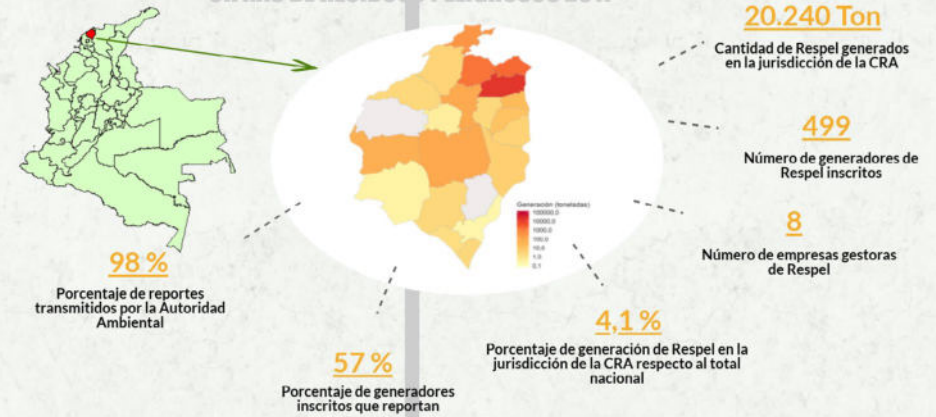 20.240 Ton
Cantidad de Respel generados
en la jurisdicción de la CRA
499
Número de generadores de
Respel inscritos
8
Número de empresas gestoras
de Respel
Generación (toneladas)
100000.0
10000.0
1000.0
100.0
10.0
1.0
0.1
98 %
Porcentaje de reportes
transmitidos por la Autoridad
Ambiental
4,1 %
Porcentaje de generación de Respel en la
jurisdicción de la CRA respecto al total
nacional
57 %
Porcentaje de generadores
inscritos que reportan